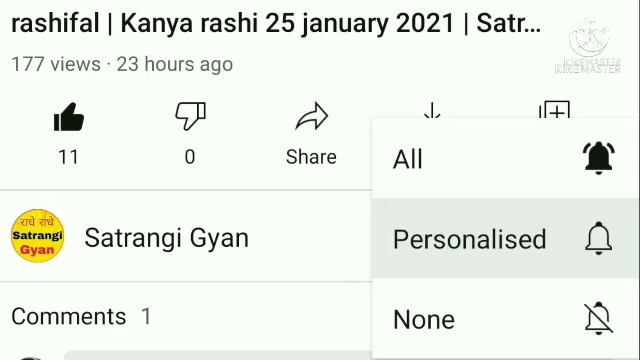 rashifal | Kanya rashi 25 january 2021 | Satr...
177 views · 23 hours ago
KINEMASTER
KINEMASTER
11
0
Share
All
राधे राधे
Satrangi
Gyan
Satrangi Gyan
Personalised
Comments 1
None